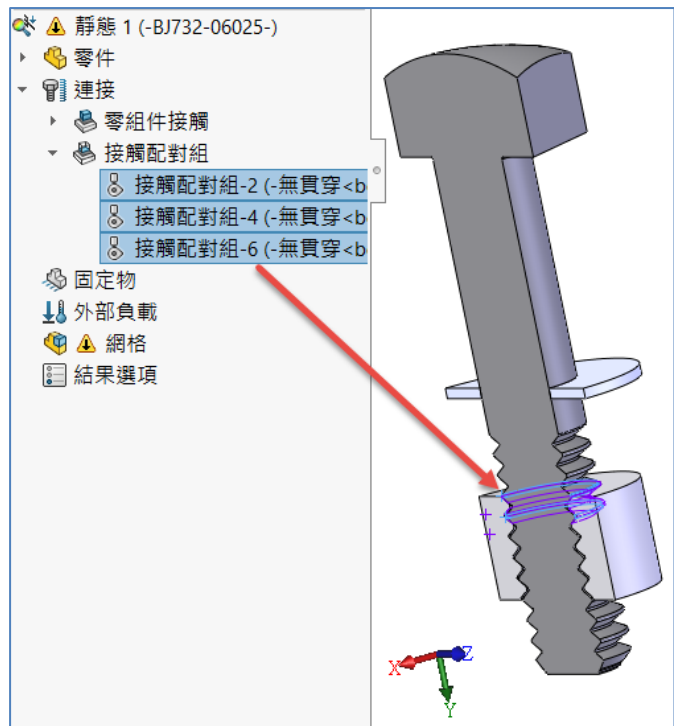 靜態 1 (-BJ732-06025-)
零件
連接
零組件接觸
接觸配對組
接觸配對組-2 (-無貫穿<b
接觸配對組-4 (-無貫穿<b
接觸配對組-6 (-無貫穿<b
固定物
外部負載
網格
結果選項
X
Z
Y